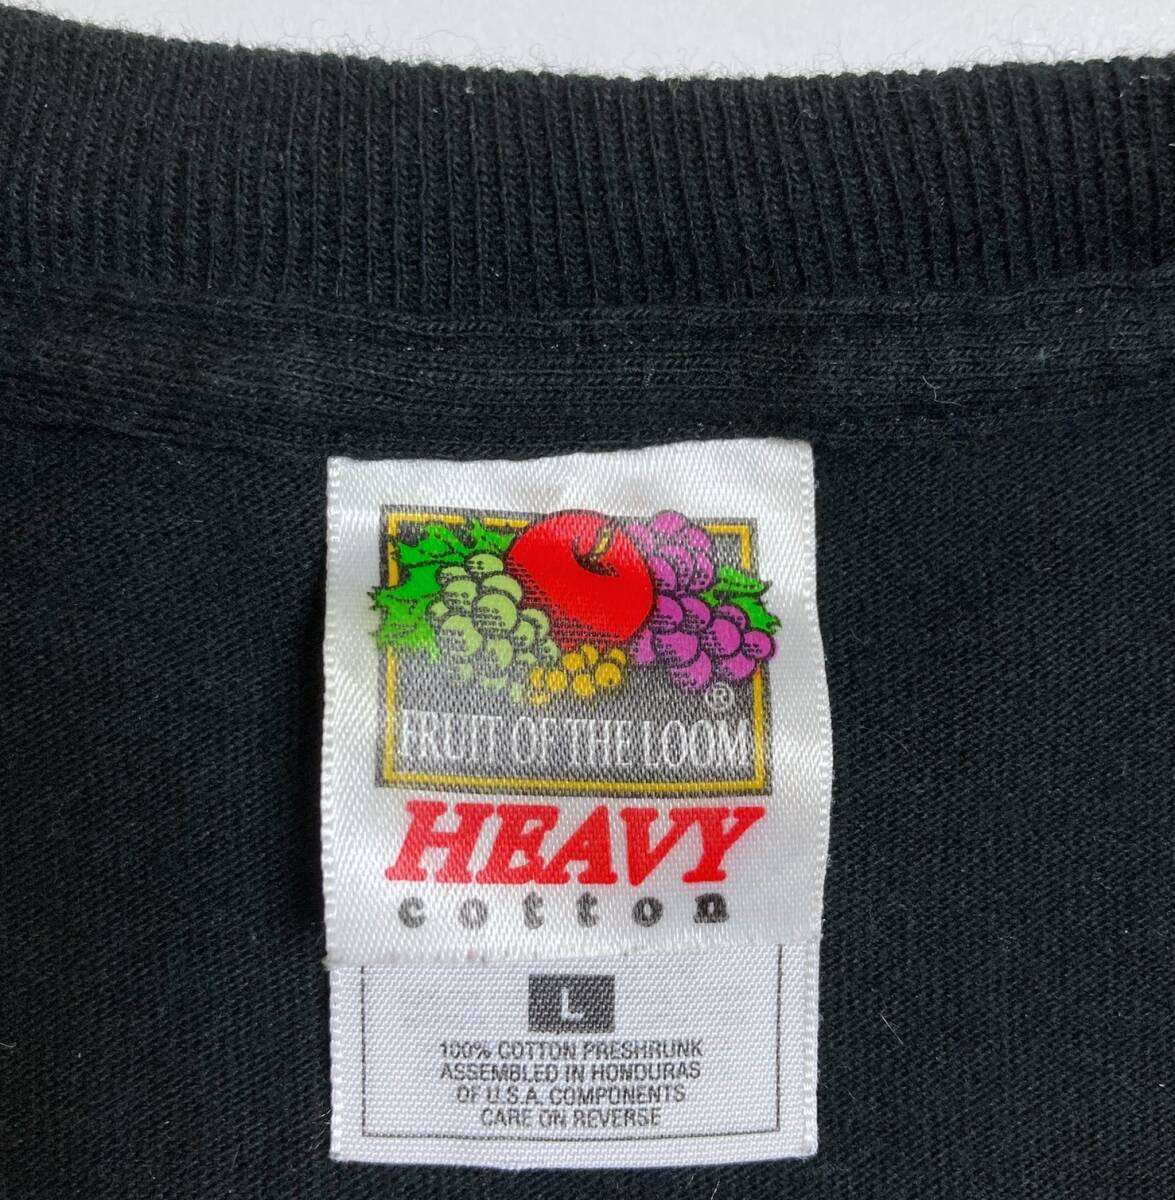 ®
FRUIT OF THE LOOM
HEAVY
cotton
L
100% COTTON PRESHRUNK
ASSEMBLED IN HONDURAS
OF U.S.A. COMPONENTS
CARE ON REVERSE